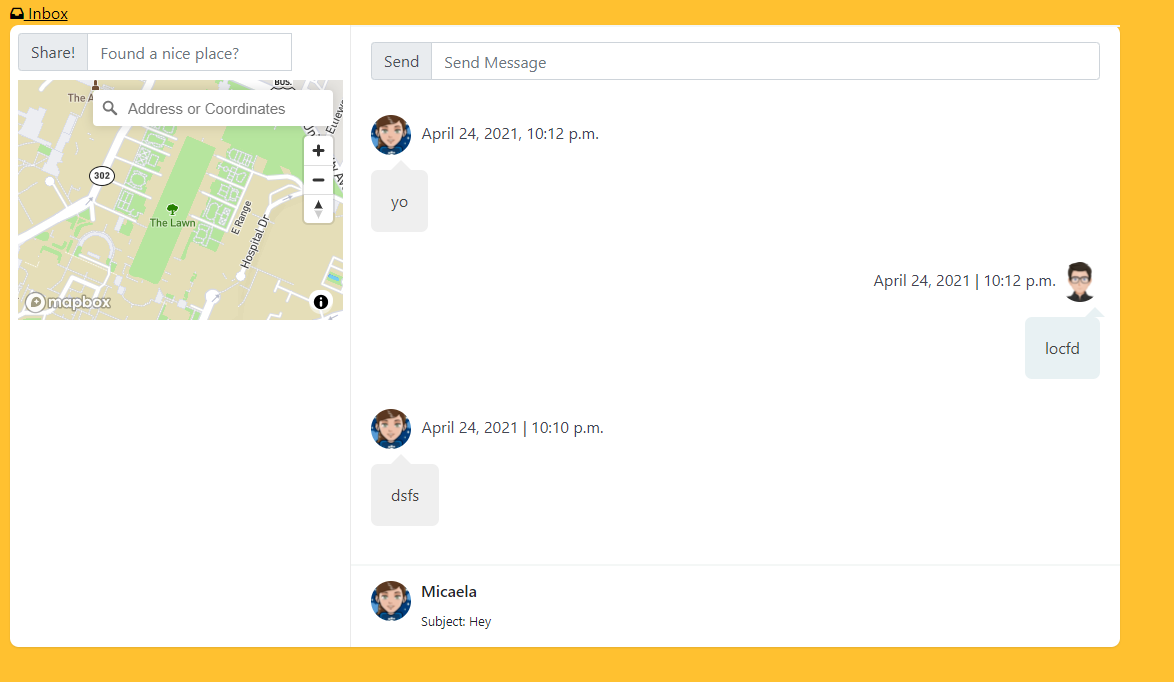 Inbox
Share! Found a nice place?
BUS.
The A
Address or Coordinates
302
The Lawn
E Range
Hospital Dr
mapbox
Send Send Message
April 24, 2021, 10:12 p.m.
yo
April 24, 2021 | 10:12 p.m.
locfd
April 24, 2021 | 10:10 p.m.
dsfs
Micaela
Subject: Hey